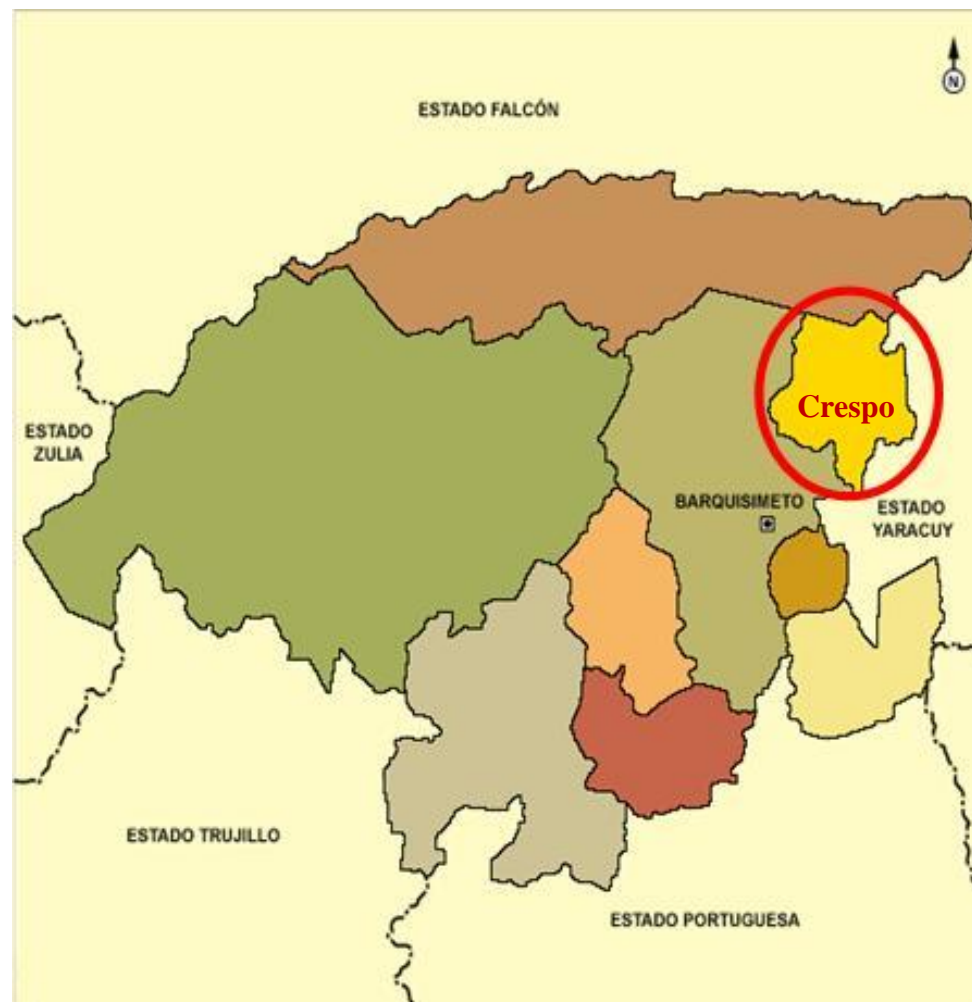 N
ESTADO FALCÓN
Crespo
ESTADO
ZULIA
BARQUISIMETO
ESTADO
YARACUY
ESTADO TRUJILLO
ESTADO PORTUGUESA